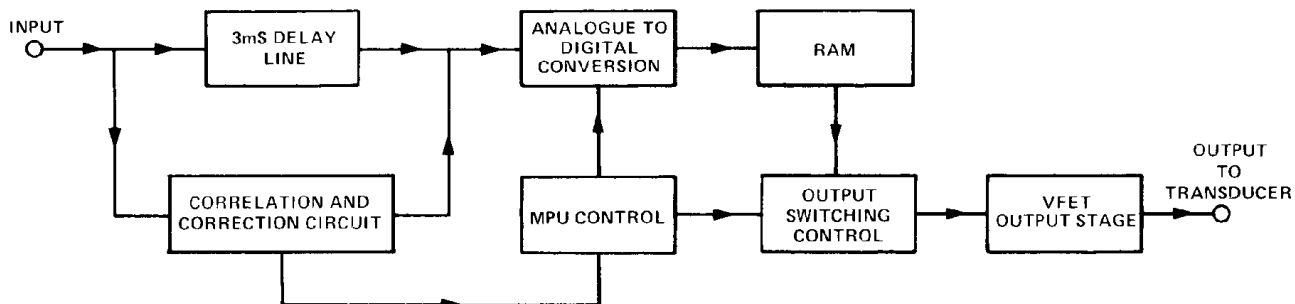 INPUT
3mS DELAY
LINE
ANALOGUE TO
DIGITAL
CONVERSION
RAM
CORRELATION AND
CORRECTION CIRCUIT
MPU CONTROL
OUTPUT
SWITCHING
CONTROL
VFET
OUTPUT STAGE
OUTPUT
TO
TRANSDUCER